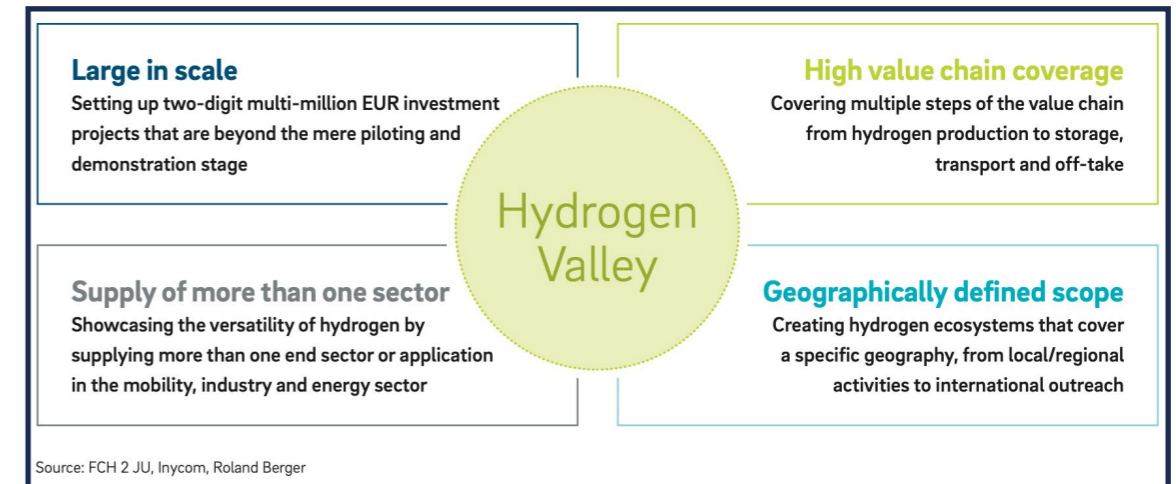 Large in scale
Setting up two-digit multi-million EUR investment
projects that are beyond the mere piloting and
demonstration stage
High value chain coverage
Covering multiple steps of the value chain
from hydrogen production to storage,
transport and off-take
Hydrogen
Valley
Supply of more than one sector
Showcasing the versatility of hydrogen by
supplying more than one end sector or application
in the mobility, industry and energy sector
Geographically defined scope
Creating hydrogen ecosystems that cover
a specific geography, from local/regional
activities to international outreach
Source: FCH 2 JU, Inycom, Roland Berger